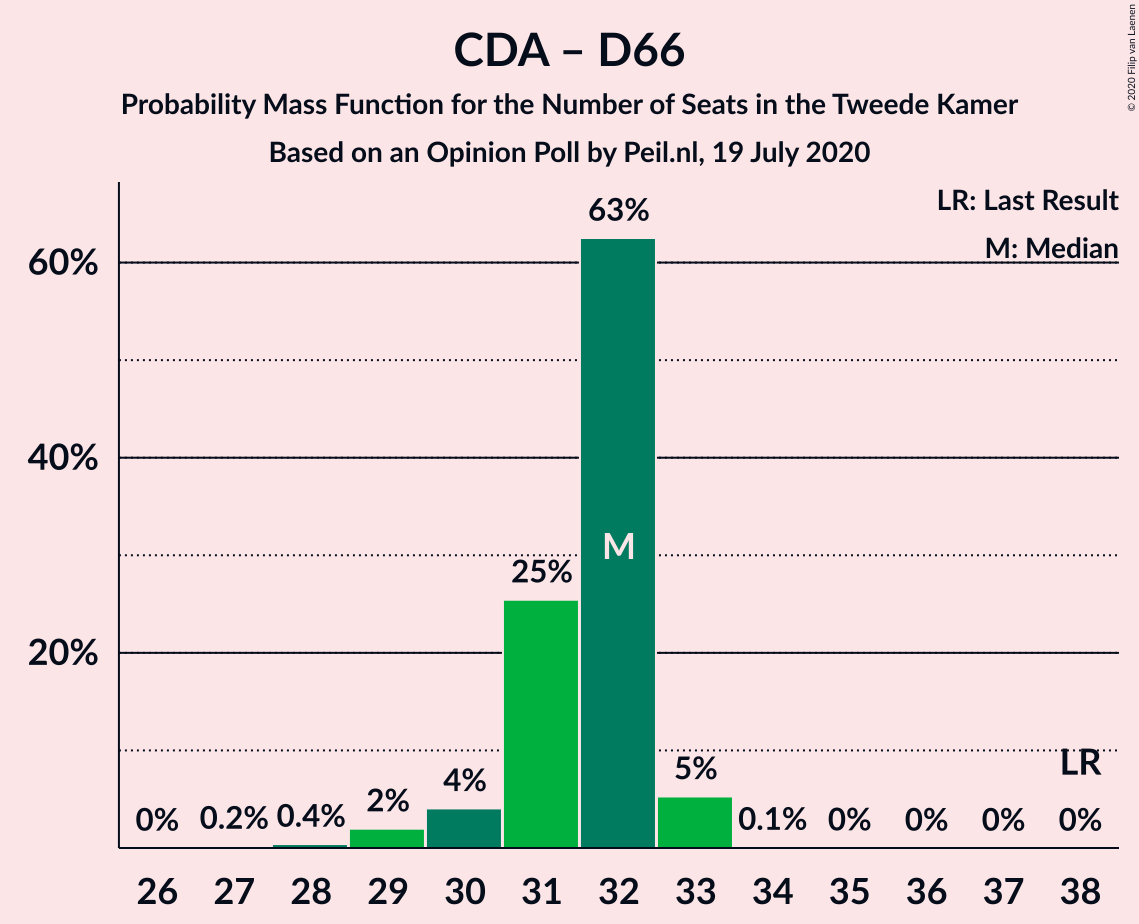 CDA – D66
Probability Mass Function for the Number of Seats in the Tweede Kamer
Based on an Opinion Poll by Peil.nl, 19 July 2020
© 2020 Filip van Laenen
LR: Last Result
M: Median
60%
40%
20%
63%
M
25%
LR
5%
4%
2%
0%
0.2%
0.4%
0.1%
0%
0%
0%
0%
26 27 28 29 30 31 32 33 34 35 36 37 38